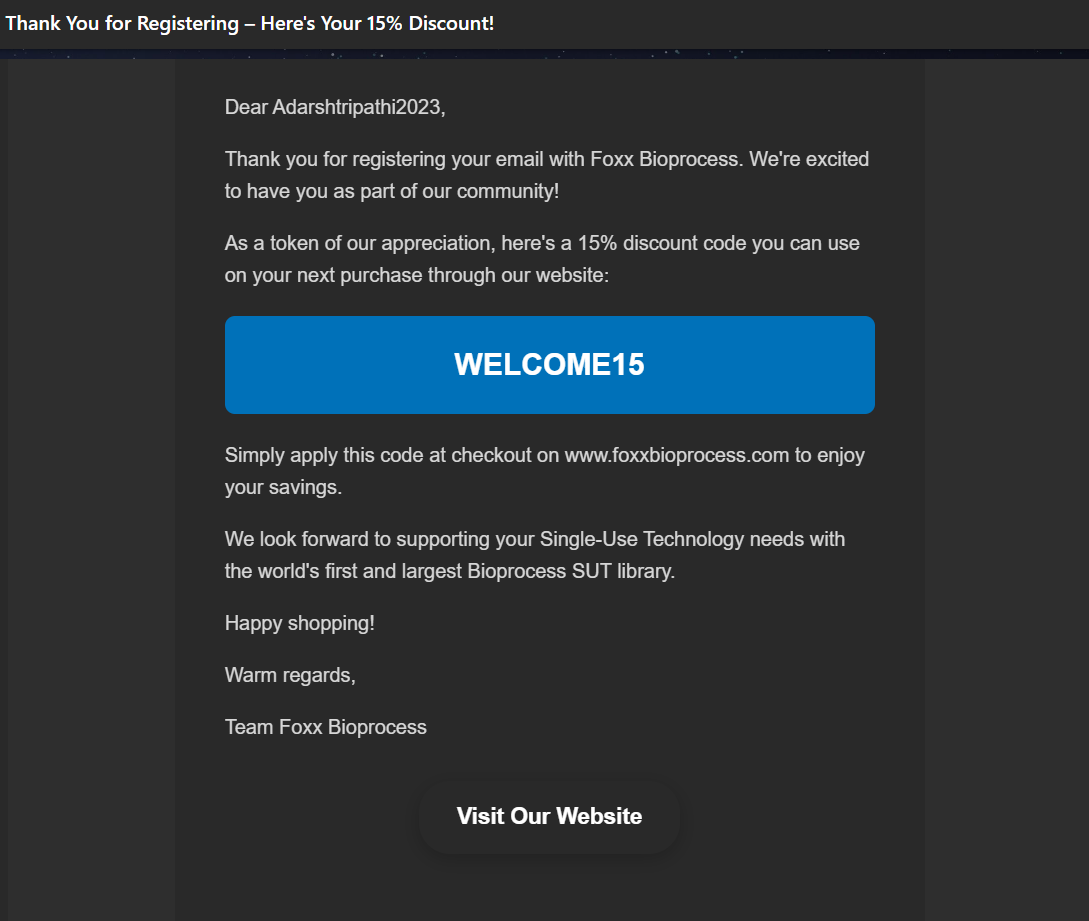 Thank You for Registering – Here's Your 15% Discount!
Dear Adarshtripathi2023,
Thank you for registering your email with Foxx Bioprocess. We're excited
to have you as part of our community!
As a token of our appreciation, here's a 15% discount code you can use
on your next purchase through our website:
WELCOME15
Simply apply this code at checkout on www.foxxbioprocess.com to enjoy
your savings.
We look forward to supporting your Single-Use Technology needs with
the world's first and largest Bioprocess SUT library.
Happy shopping!
Warm regards,
Team Foxx Bioprocess
Visit Our Website